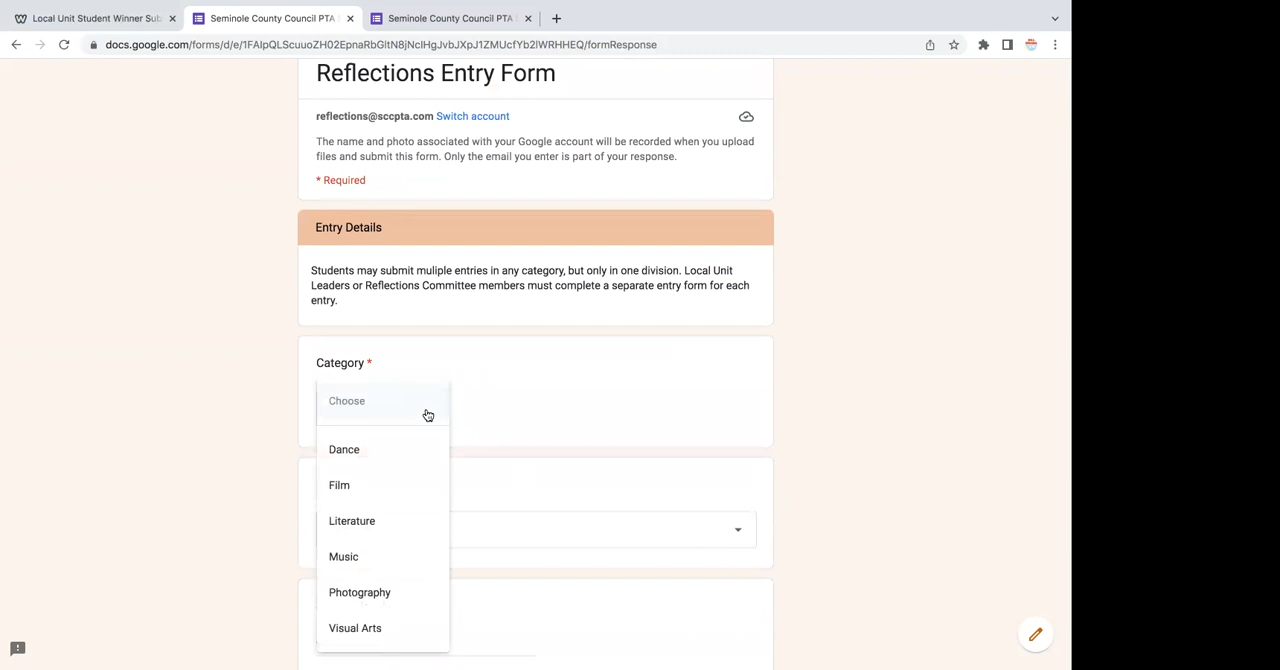 Local Unit Student Winner Sub
Seminole County Council PTA
Seminole County Council PTA
docs.google.com/forms/d/e/1FAIpQLScuuoZH02EpnaRbGltN8jNcIHgJvbJXpJ1ZMUcfYb2lWRHHEQ/formResponse
Reflections Entry Form
reflections@sccpta.com Switch account
The name and photo associated with your Google account will be recorded when you upload
files and submit this form. Only the email you enter is part of your response.
* Required
Entry Details
Students may submit muliple entries in any category, but only in one division. Local Unit
Leaders or Reflections Committee members must complete a separate entry form for each
entry.
Category *
Choose
Dance
Film
Literature
Music
Photography
Visual Arts